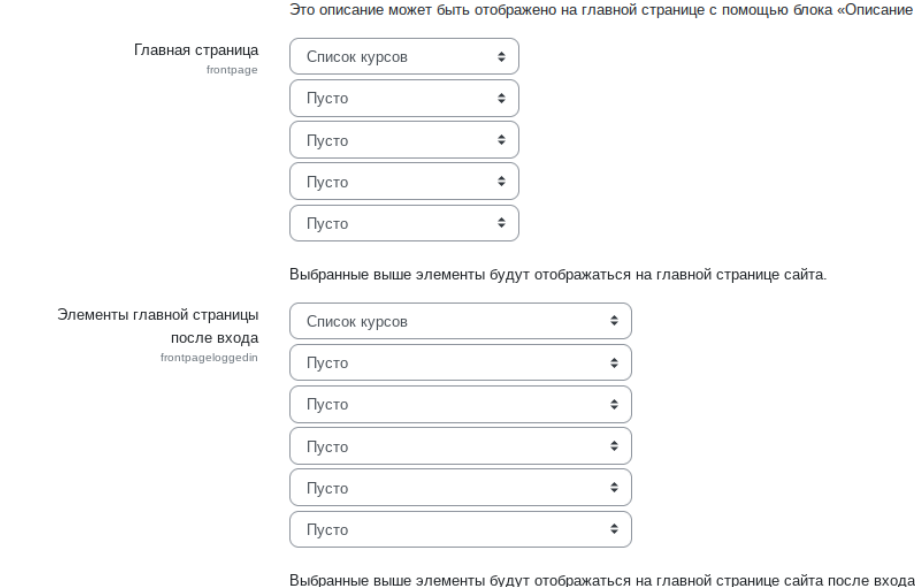 Это описание может быть отображено на главной странице с помощью блока «Описание
Главная страница
frontpage
Список курсов
Пусто
Пусто
Пусто
Пусто
Выбранные выше элементы будут отображаться на главной странице сайта.
Элементы главной страницы
после входа
frontpageloggedin
Список курсов
Пусто
Пусто
Пусто
Пусто
Пусто
Выбранные выше элементы будут отображаться на главной странице сайта после входа